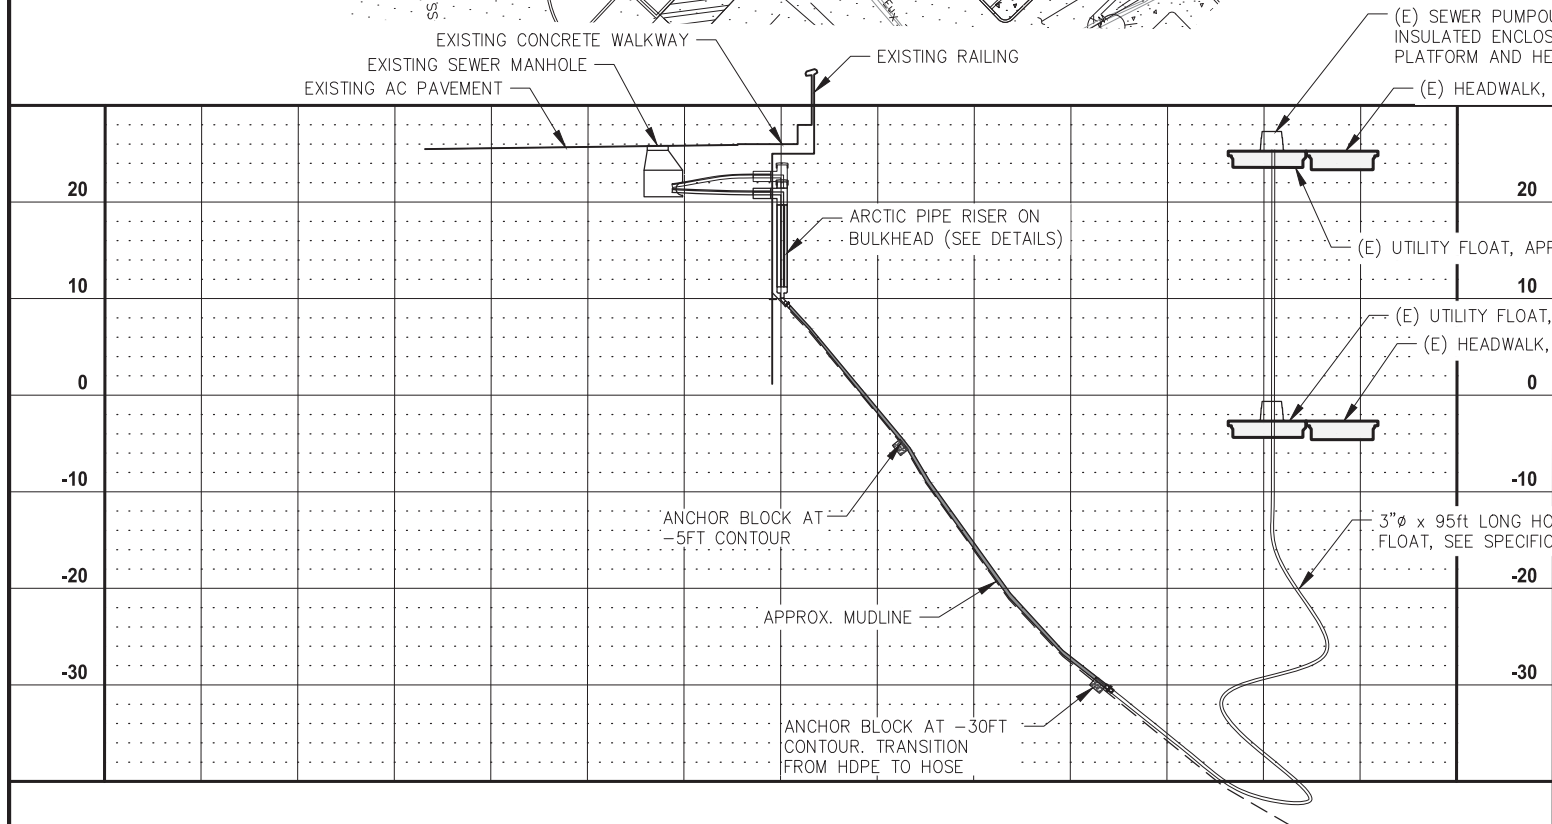 SS
(E) SEWER PUMPOU
INSULATED ENCLOS
PLATFORM AND HE
EXISTING CONCRETE WALKWAY
EXISTING SEWER MANHOLE
EXISTING AC PAVEMENT
EXISTING RAILING
(E) HEADWALK,
20
20
ARCTIC PIPE RISER ON
BULKHEAD (SEE DETAILS)
(E) UTILITY FLOAT, APP
10
10
(E) UTILITY FLOAT,
(E) HEADWALK,
0
0
-10
-10
ANCHOR BLOCK AT
-5FT CONTOUR
3"ø x 95ft LONG HO
FLOAT, SEE SPECIFIC
-20
-20
APPROX. MUDLINE
-30
-30
ANCHOR BLOCK AT -30FT
CONTOUR. TRANSITION
FROM HDPE TO HOSE